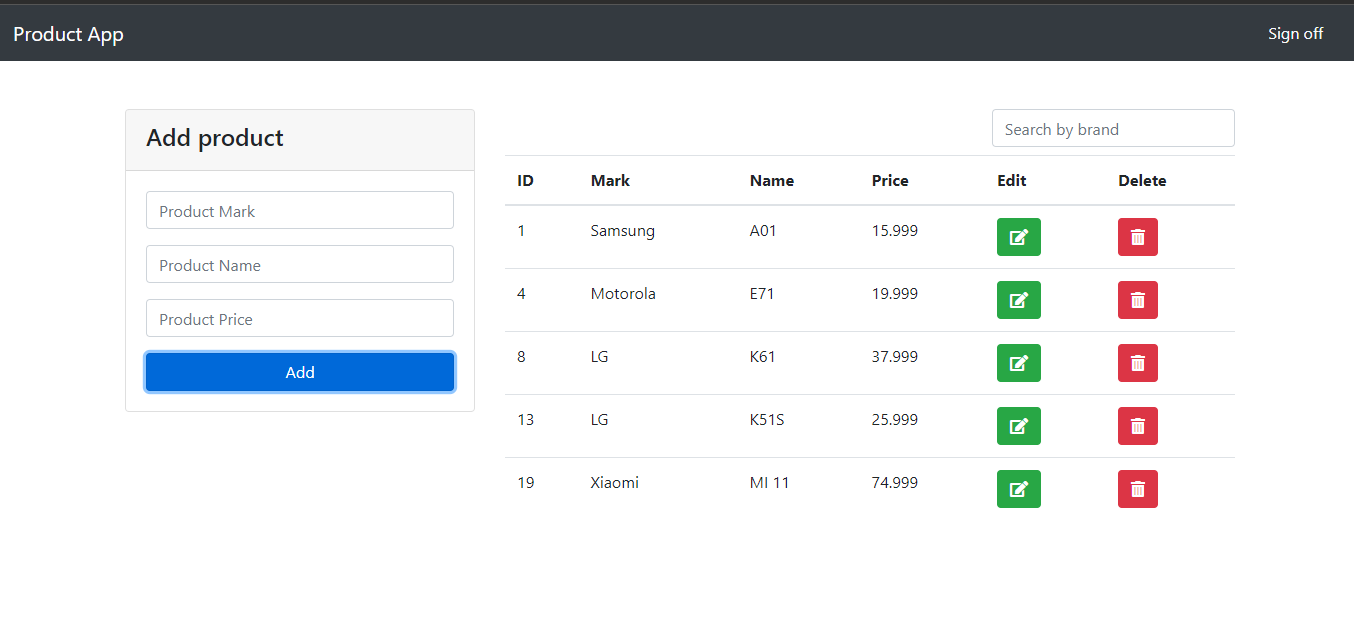 Product App
Sign off
Add product
Product Mark
Product Name
Product Price
Add
Search by brand
ID Mark Name Price Edit Delete
1 Samsung A01 15.999
4 Motorola E71 19.999
8 LG K61 37.999
13 LG K51S 25.999
19 Xiaomi MI 11 74.999